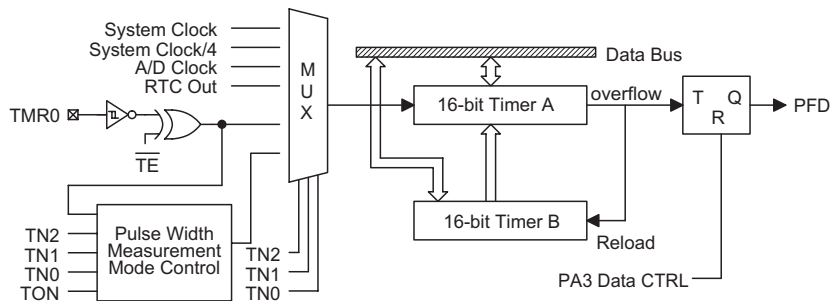 System Clock
System Clock/4
A/D Clock
RTC Out
TMR0
TE
MUX
Data Bus
16-bit Timer A
overflow
T Q
R
PFD
16-bit Timer B
Reload
PA3 Data CTRL
Pulse Width
Measurement
Mode Control
TN2
TN1
TN0
TON
TN2
TN1
TN0